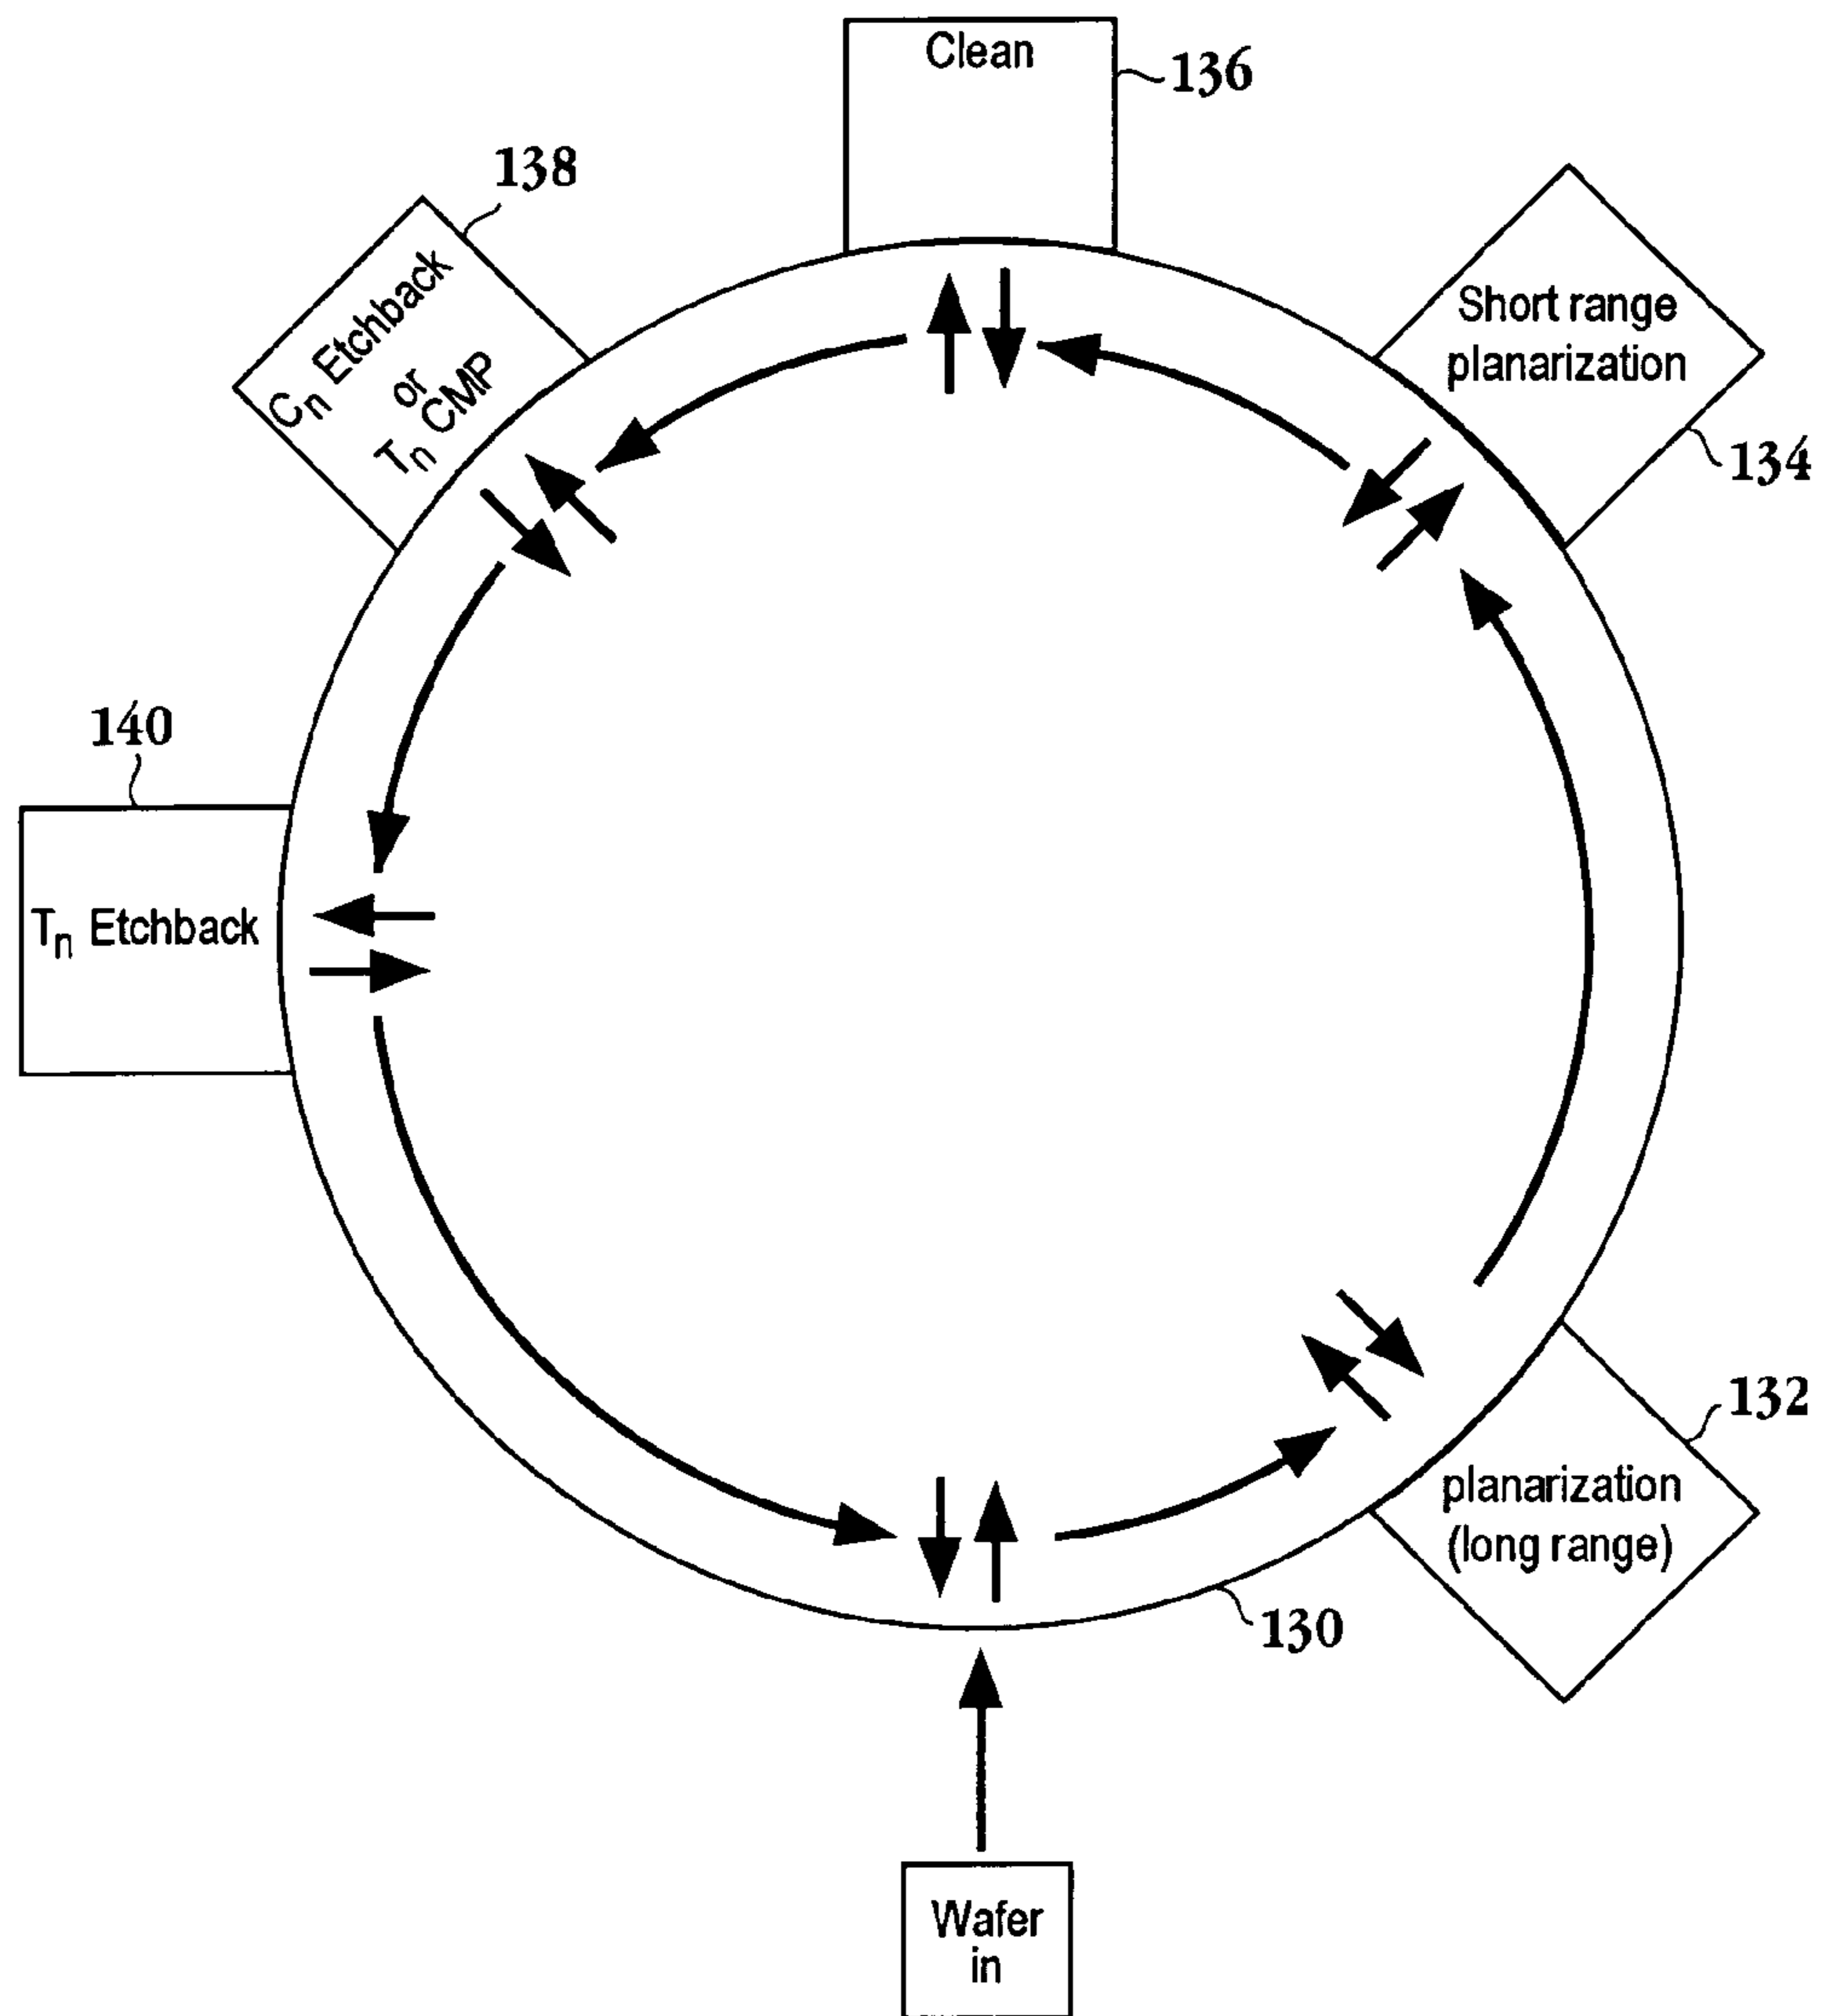 Clean
136
138
Cn Etchback
or
Tn CMP
Short range
planarization
134
140
Tn Etchback
132
planarization
(long range)
130
Wafer
in